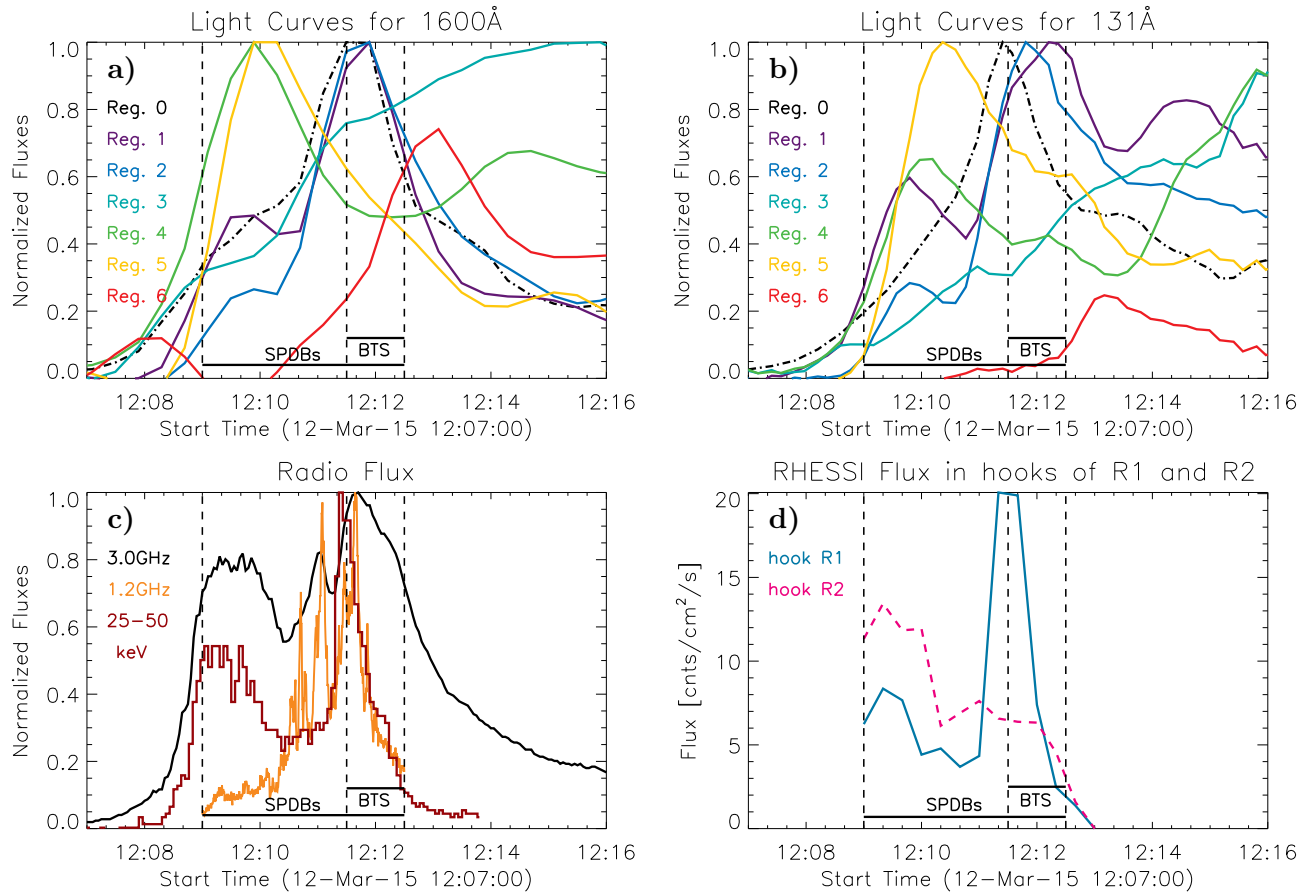 Light Curves for 1600Å
a)
Normalized Fluxes
1.0
0.8
0.6
0.4
0.2
0.0
Reg. 0
Reg. 1
Reg. 2
Reg. 3
Reg. 4
Reg. 5
Reg. 6
SPDBs
BTS
12:08 12:10 12:12 12:14 12:16
Start Time (12-Mar-15 12:07:00)
Light Curves for 131Å
b)
Normalized Fluxes
1.0
0.8
0.6
0.4
0.2
0.0
Reg. 0
Reg. 1
Reg. 2
Reg. 3
Reg. 4
Reg. 5
Reg. 6
SPDBs
BTS
12:08 12:10 12:12 12:14 12:16
Start Time (12-Mar-15 12:07:00)
Radio Flux
c)
Normalized Fluxes
1.0
0.8
0.6
0.4
0.2
0.0
3.0GHz
1.2GHz
25-50
keV
SPDBs
BTS
12:08 12:10 12:12 12:14 12:16
Start Time (12-Mar-15 12:07:00)
RHESSI Flux in hooks of R1 and R2
d)
Flux [cnts/cm²/s]
20
15
10
5
0
hook R1
hook R2
SPDBs
BTS
12:08 12:10 12:12 12:14 12:16
Start Time (12-Mar-15 12:07:00)